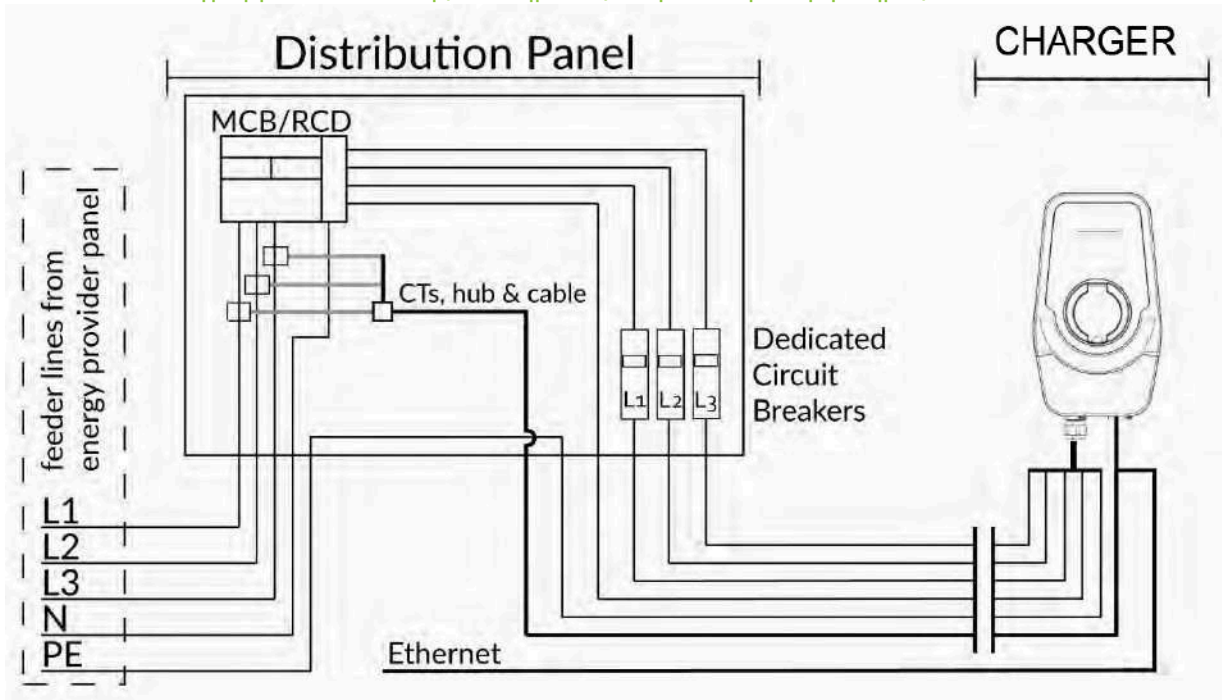 Distribution Panel
CHARGER
MCB/RCD
feeder lines from
energy provider panel
CTs, hub & cable
Dedicated
Circuit
Breakers
L1
L2
L3
L1
L2
L3
N
PE
Ethernet